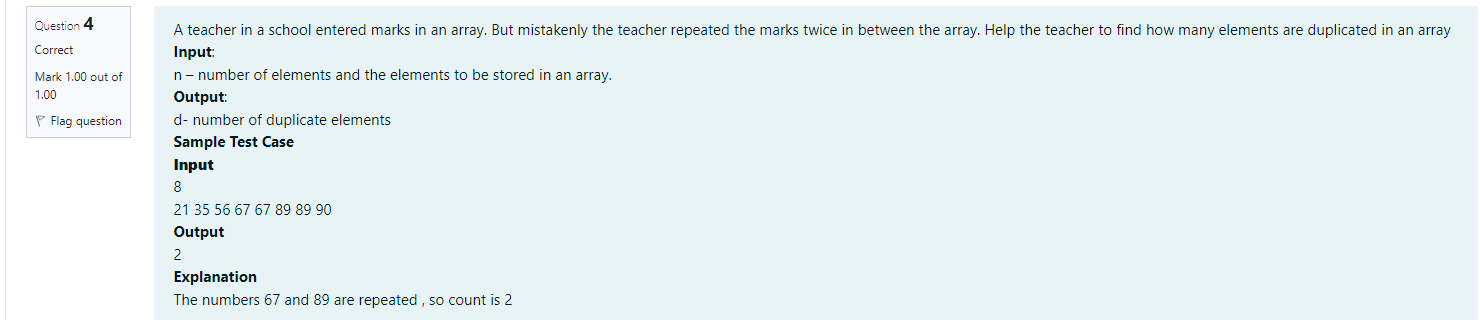 Question 4
Correct
Mark 1.00 out of
1.00
Flag question
A teacher in a school entered marks in an array. But mistakenly the teacher repeated the marks twice in between the array. Help the teacher to find how many elements are duplicated in an array
Input:
n – number of elements and the elements to be stored in an array.
Output:
d- number of duplicate elements
Sample Test Case
Input
8
21 35 56 67 67 89 89 90
Output
2
Explanation
The numbers 67 and 89 are repeated , so count is 2